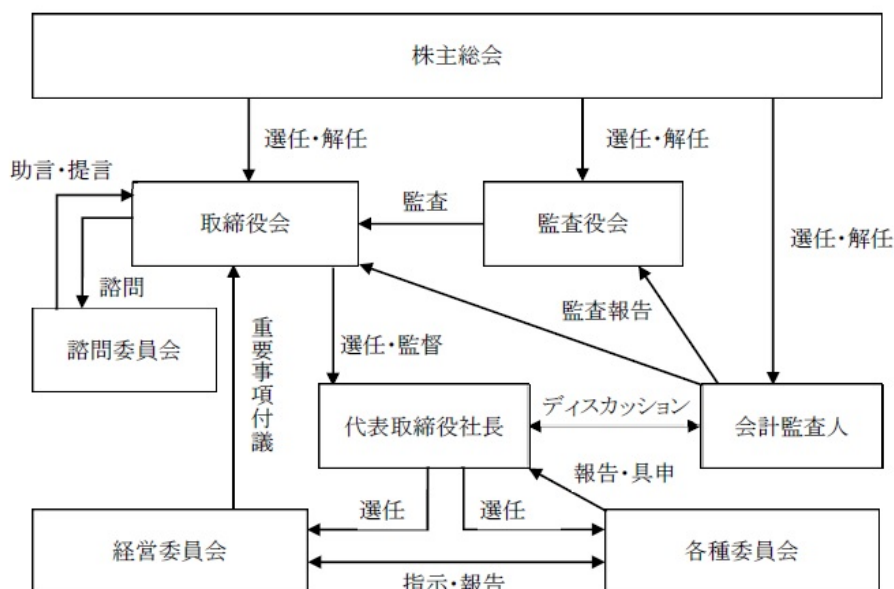 株主総会
選任・解任
選任・解任
助言・提言
取締役会
監査
監査役会
選任・解任
諮問
監査報告
諮問委員会
重要事項付議
選任・監督
代表取締役社長
ディスカッション
会計監査人
報告・具申
選任
選任
経営委員会
各種委員会
指示・報告